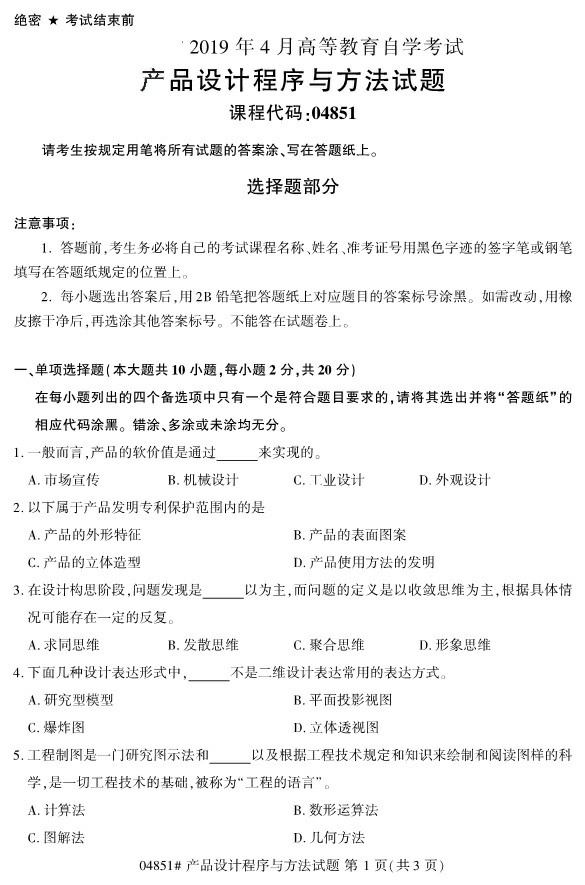 绝密 ★ 考试结束前
2019 年 4 月高等教育自学考试
产品设计程序与方法试题
课程代码:04851
请考生按规定用笔将所有试题的答案涂、写在答题纸上。
选择题部分
注意事项:
1. 答题前,考生务必将自己的考试课程名称、姓名、准考证号用黑色字迹的签字笔或钢笔
填写在答题纸规定的位置上。
2. 每小题选出答案后,用 2B 铅笔把答题纸上对应题目的答案标号涂黑。如需改动,用橡
皮擦干净后,再选涂其他答案标号。不能答在试题卷上。
一、单项选择题(本大题共 10 小题,每小题 2 分,共 20 分)
在每小题列出的四个备选项中只有一个是符合题目要求的,请将其选出并将“答题纸”的
相应代码涂黑。错涂、多涂或未涂均无分。
1. 一般而言,产品的软价值是通过______来实现的。
A. 市场宣传 B. 机械设计 C. 工业设计 D. 外观设计
2. 以下属于产品发明专利保护范围内的是
A. 产品的外形特征 B. 产品的表面图案
C. 产品的立体造型 D. 产品使用方法的发明
3. 在设计构思阶段,问题发现是______以为主,而问题的定义是以收敛思维为主,根据具体情
况可能存在一定的反复。
A. 求同思维 B. 发散思维 C. 聚合思维 D. 形象思维
4. 下面几种设计表达形式中,______不是二维设计表达常用的表达方式。
A. 研究型模型 B. 平面投影视图
C. 爆炸图 D. 立体透视图
5. 工程制图是一门研究图示法和______以及根据工程技术规定和知识来绘制和阅读图样的科
学,是一切工程技术的基础,被称为“工程的语言”。
A. 计算法 B. 数形运算法
C. 图解法 D. 几何方法
04851# 产品设计程序与方法试题 第 1 页(共 3 页)